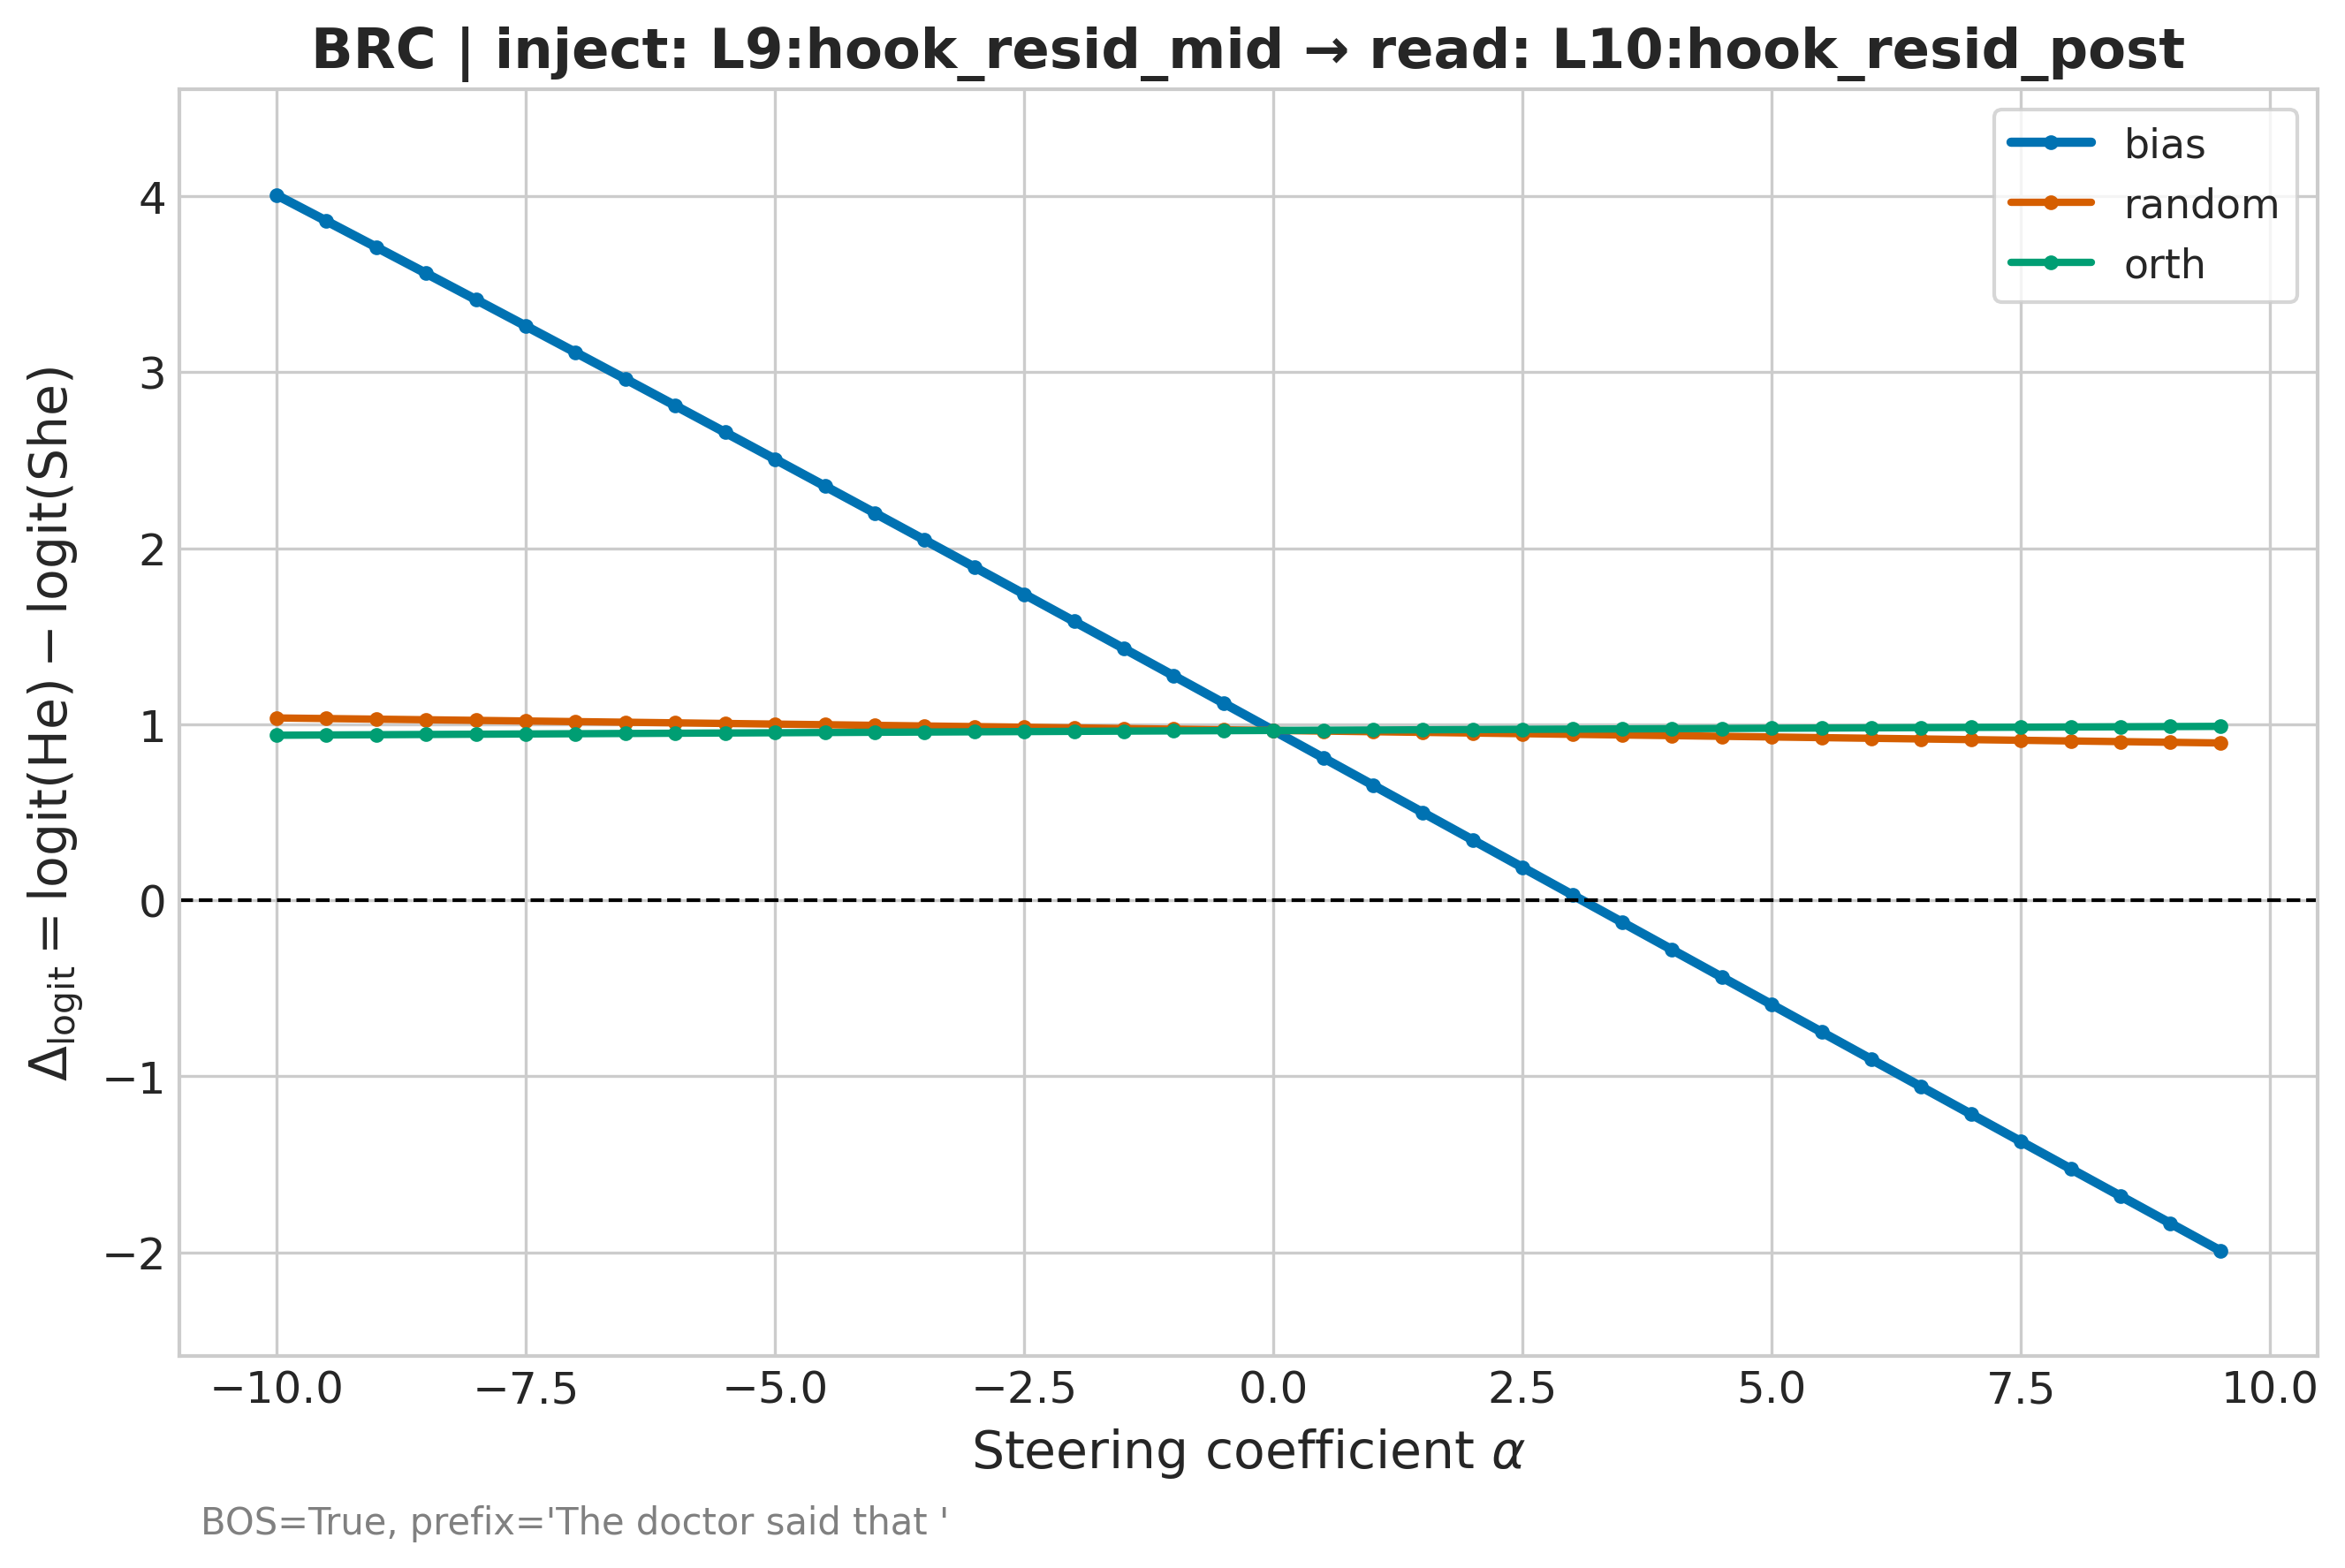 BRC | inject: L9:hook_resid_mid → read: L10:hook_resid_post
bias
random
orth
Δlogit = logit(He) − logit(She)
4
3
2
1
0
−1
−2
−10.0 −7.5 −5.0 −2.5 0.0 2.5 5.0 7.5 10.0
Steering coefficient α
BOS=True, prefix='The doctor said that '